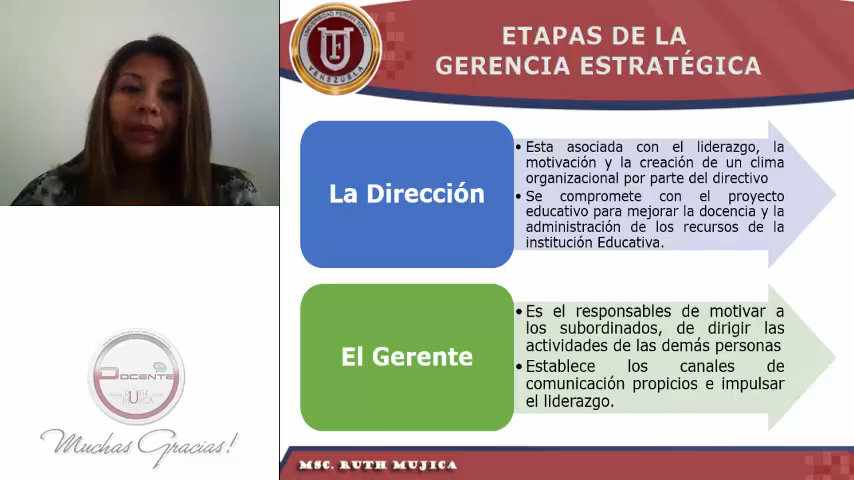 UNIVERSIDAD FERMÍN TORO
VENEZUELA
ETAPAS DE LA
GERENCIA ESTRATÉGICA
La Dirección
• Esta asociada con el liderazgo, la
motivación y la creación de un clima
organizacional por parte del directivo
• Se compromete con el proyecto
educativo para mejorar la docencia y la
administración de los recursos de la
institución Educativa.
El Gerente
• Es el responsables de motivar a
los subordinados, de dirigir las
actividades de las demás personas
• Establece los canales de
comunicación propicios e impulsar
el liderazgo.
DOCENTE
RUTH
MUJICA
Muchas Gracias!
MSC. RUTH MUJICA